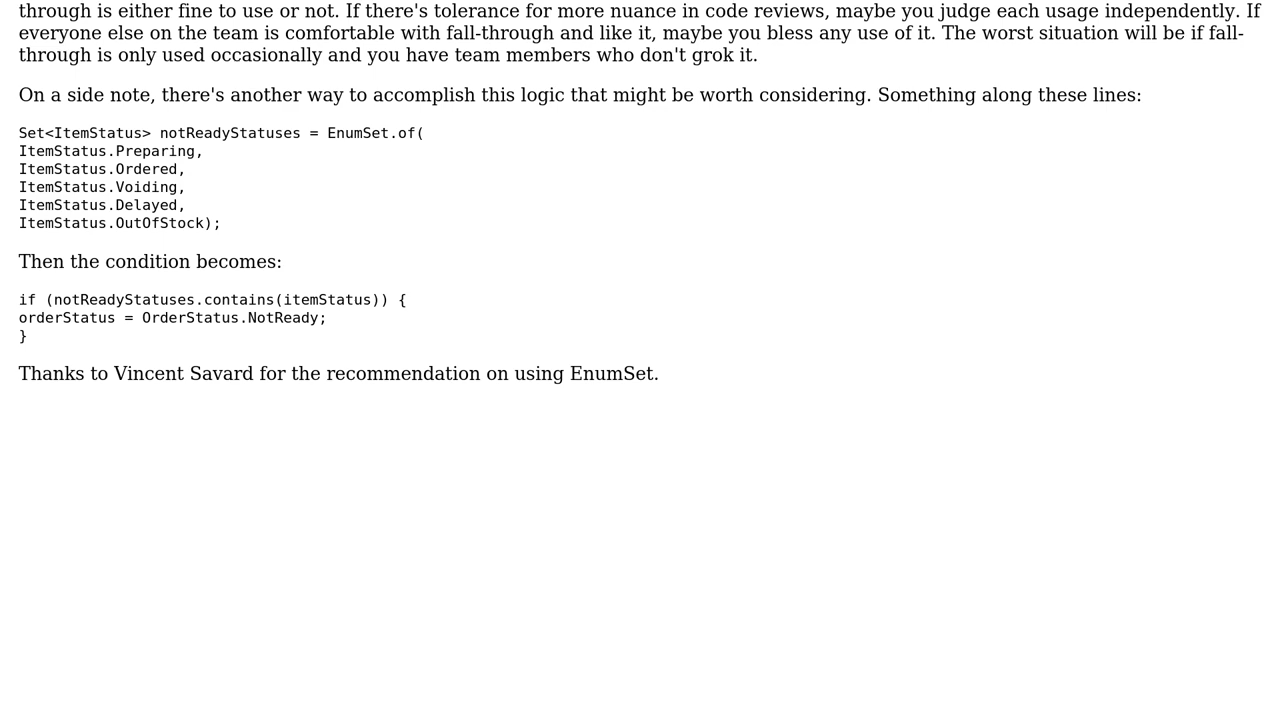 through is either fine to use or not. If there's tolerance for more nuance in code reviews, maybe you judge each usage independently. If
everyone else on the team is comfortable with fall-through and like it, maybe you bless any use of it. The worst situation will be if fall-
through is only used occasionally and you have team members who don't grok it.
On a side note, there's another way to accomplish this logic that might be worth considering. Something along these lines:
Set<ItemStatus> notReadyStatuses = EnumSet.of(
ItemStatus.Preparing,
ItemStatus.Ordered,
ItemStatus.Voiding,
ItemStatus.Delayed,
ItemStatus.OutOfStock);
Then the condition becomes:
if (notReadyStatuses.contains(itemStatus)) {
orderStatus = OrderStatus.NotReady;
}
Thanks to Vincent Savard for the recommendation on using EnumSet.